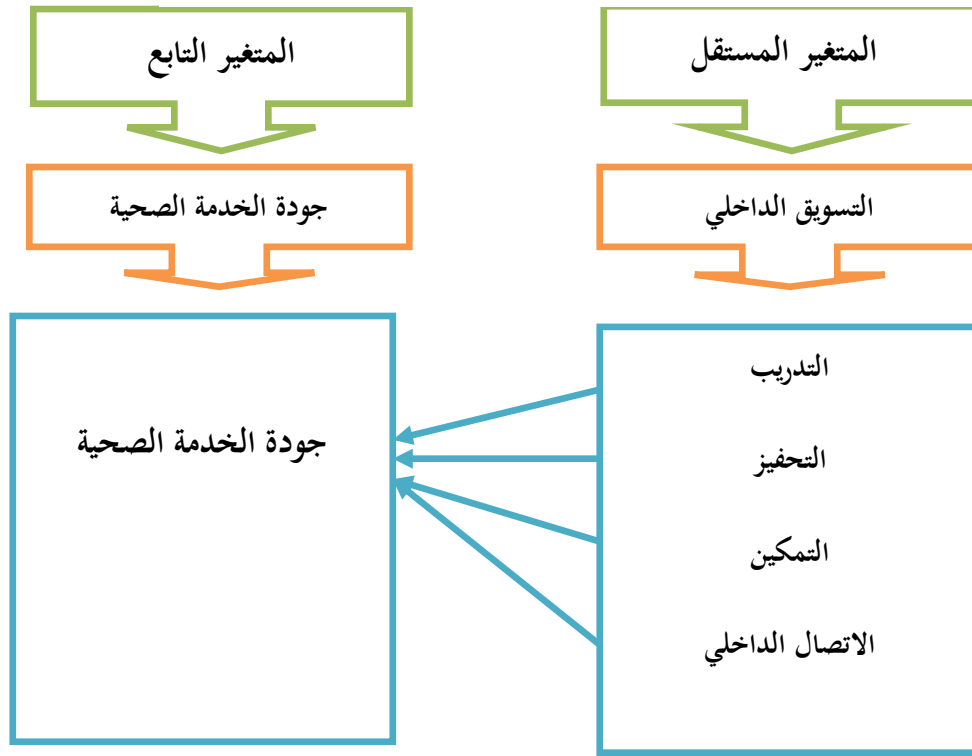 المتغير المستقل
المتغير التابع
التسويق الداخلي
جودة الخدمة الصحية
التدريب
التحفيز
التمكين
الاتصال الداخلي
جودة الخدمة الصحية